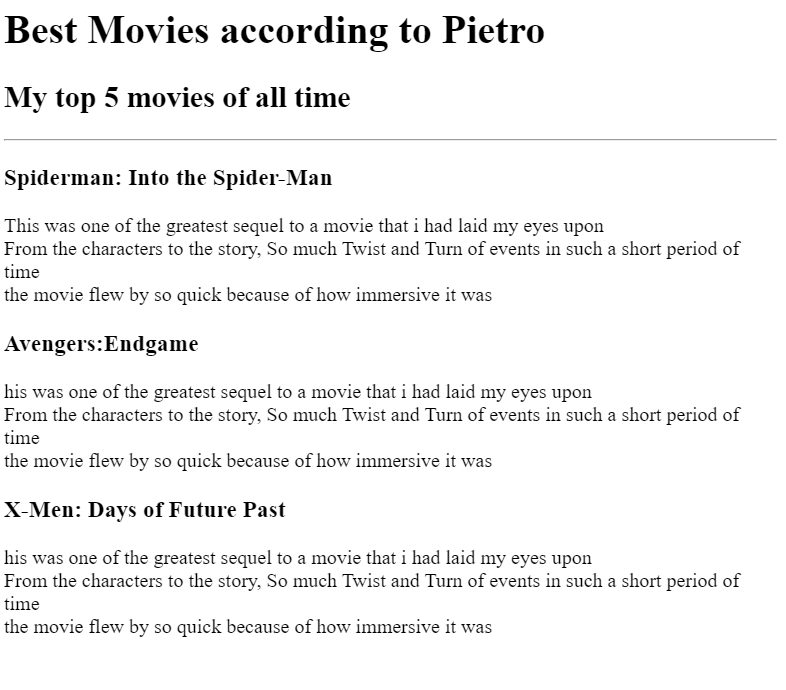 Best Movies according to Pietro
My top 5 movies of all time
Spiderman: Into the Spider-Man
This was one of the greatest sequel to a movie that i had laid my eyes upon
From the characters to the story, So much Twist and Turn of events in such a short period of
time
the movie flew by so quick because of how immersive it was
Avengers:Endgame
his was one of the greatest sequel to a movie that i had laid my eyes upon
From the characters to the story, So much Twist and Turn of events in such a short period of
time
the movie flew by so quick because of how immersive it was
X-Men: Days of Future Past
his was one of the greatest sequel to a movie that i had laid my eyes upon
From the characters to the story, So much Twist and Turn of events in such a short period of
time
the movie flew by so quick because of how immersive it was